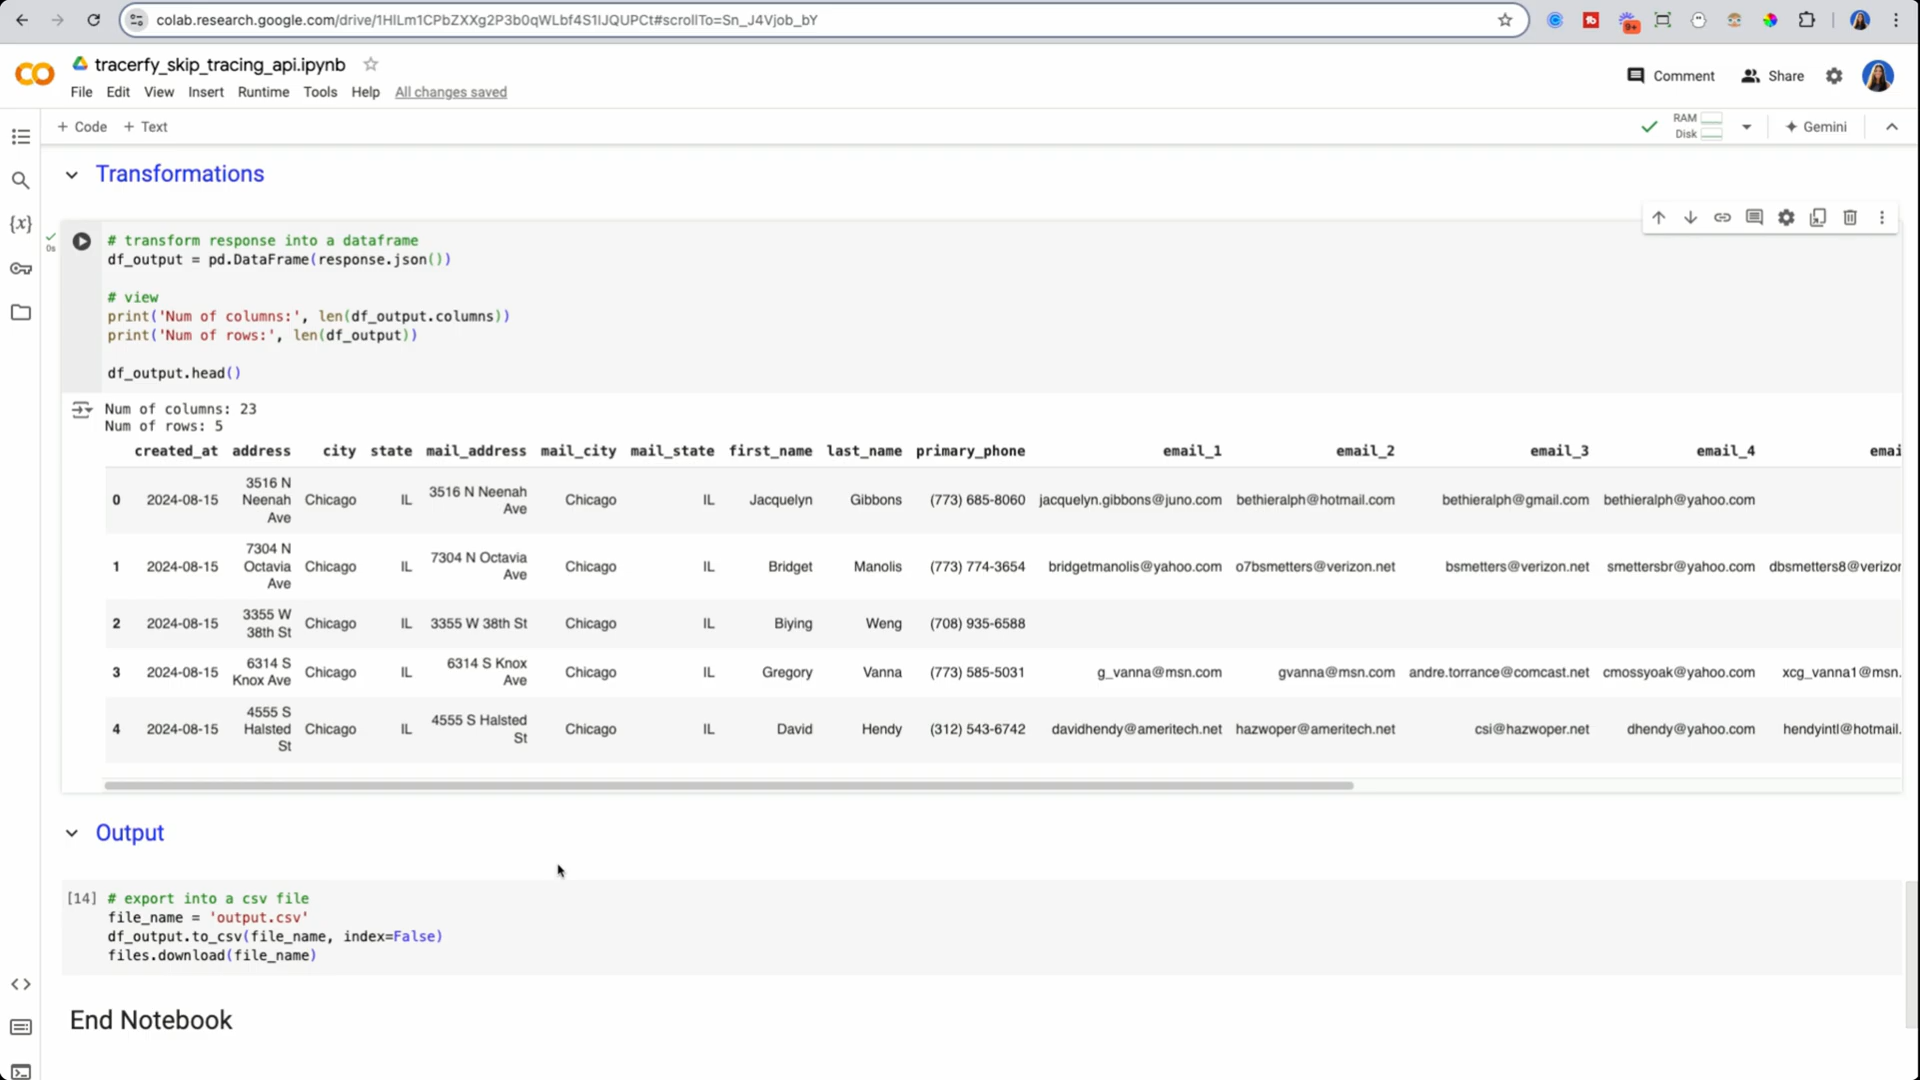 colab.research.google.com/drive/1HlLm1CPbZXXg2P3b0qWLbf4S1IJQUPCt#scrollTo=Sn_J4Vjob_bY
9+
CO
tracerfy_skip_tracing_api.ipynb
Comment
Share
File Edit View Insert Runtime Tools Help All changes saved
+ Code + Text
RAM
Disk
Gemini
Transformations
0s
# transform response into a dataframe
df_output = pd.DataFrame(response.json())
# view
print('Num of columns:', len(df_output.columns))
print('Num of rows:', len(df_output))
df_output.head()
Num of columns: 23
Num of rows: 5
created_at address city state mail_address mail_city mail_state first_name last_name primary_phone email_1 email_2 email_3 email_4 emai
0 2024-08-15 3516 N Neenah Ave Chicago IL 3516 N Neenah Ave Chicago IL Jacquelyn Gibbons (773) 685-8060 jacquelyn.gibbons@juno.com bethieralph@hotmail.com bethieralph@gmail.com bethieralph@yahoo.com
1 2024-08-15 7304 N Octavia Ave Chicago IL 7304 N Octavia Ave Chicago IL Bridget Manolis (773) 774-3654 bridgetmanolis@yahoo.com o7bsmetters@verizon.net bsmetters@verizon.net smettersbr@yahoo.com dbsmetters8@verizor
2 2024-08-15 3355 W 38th St Chicago IL 3355 W 38th St Chicago IL Biying Weng (708) 935-6588
3 2024-08-15 6314 S Knox Ave Chicago IL 6314 S Knox Ave Chicago IL Gregory Vanna (773) 585-5031 g_vanna@msn.com gvanna@msn.com andre.torrance@comcast.net cmossyoak@yahoo.com xcg_vanna1@msn.
4 2024-08-15 4555 S Halsted St Chicago IL 4555 S Halsted St Chicago IL David Hendy (312) 543-6742 davidhendy@ameritech.net hazwoper@ameritech.net csi@hazwoper.net dhendy@yahoo.com hendyintl@hotmail.
Output
[14] # export into a csv file
file_name = 'output.csv'
df_output.to_csv(file_name, index=False)
files.download(file_name)
End Notebook